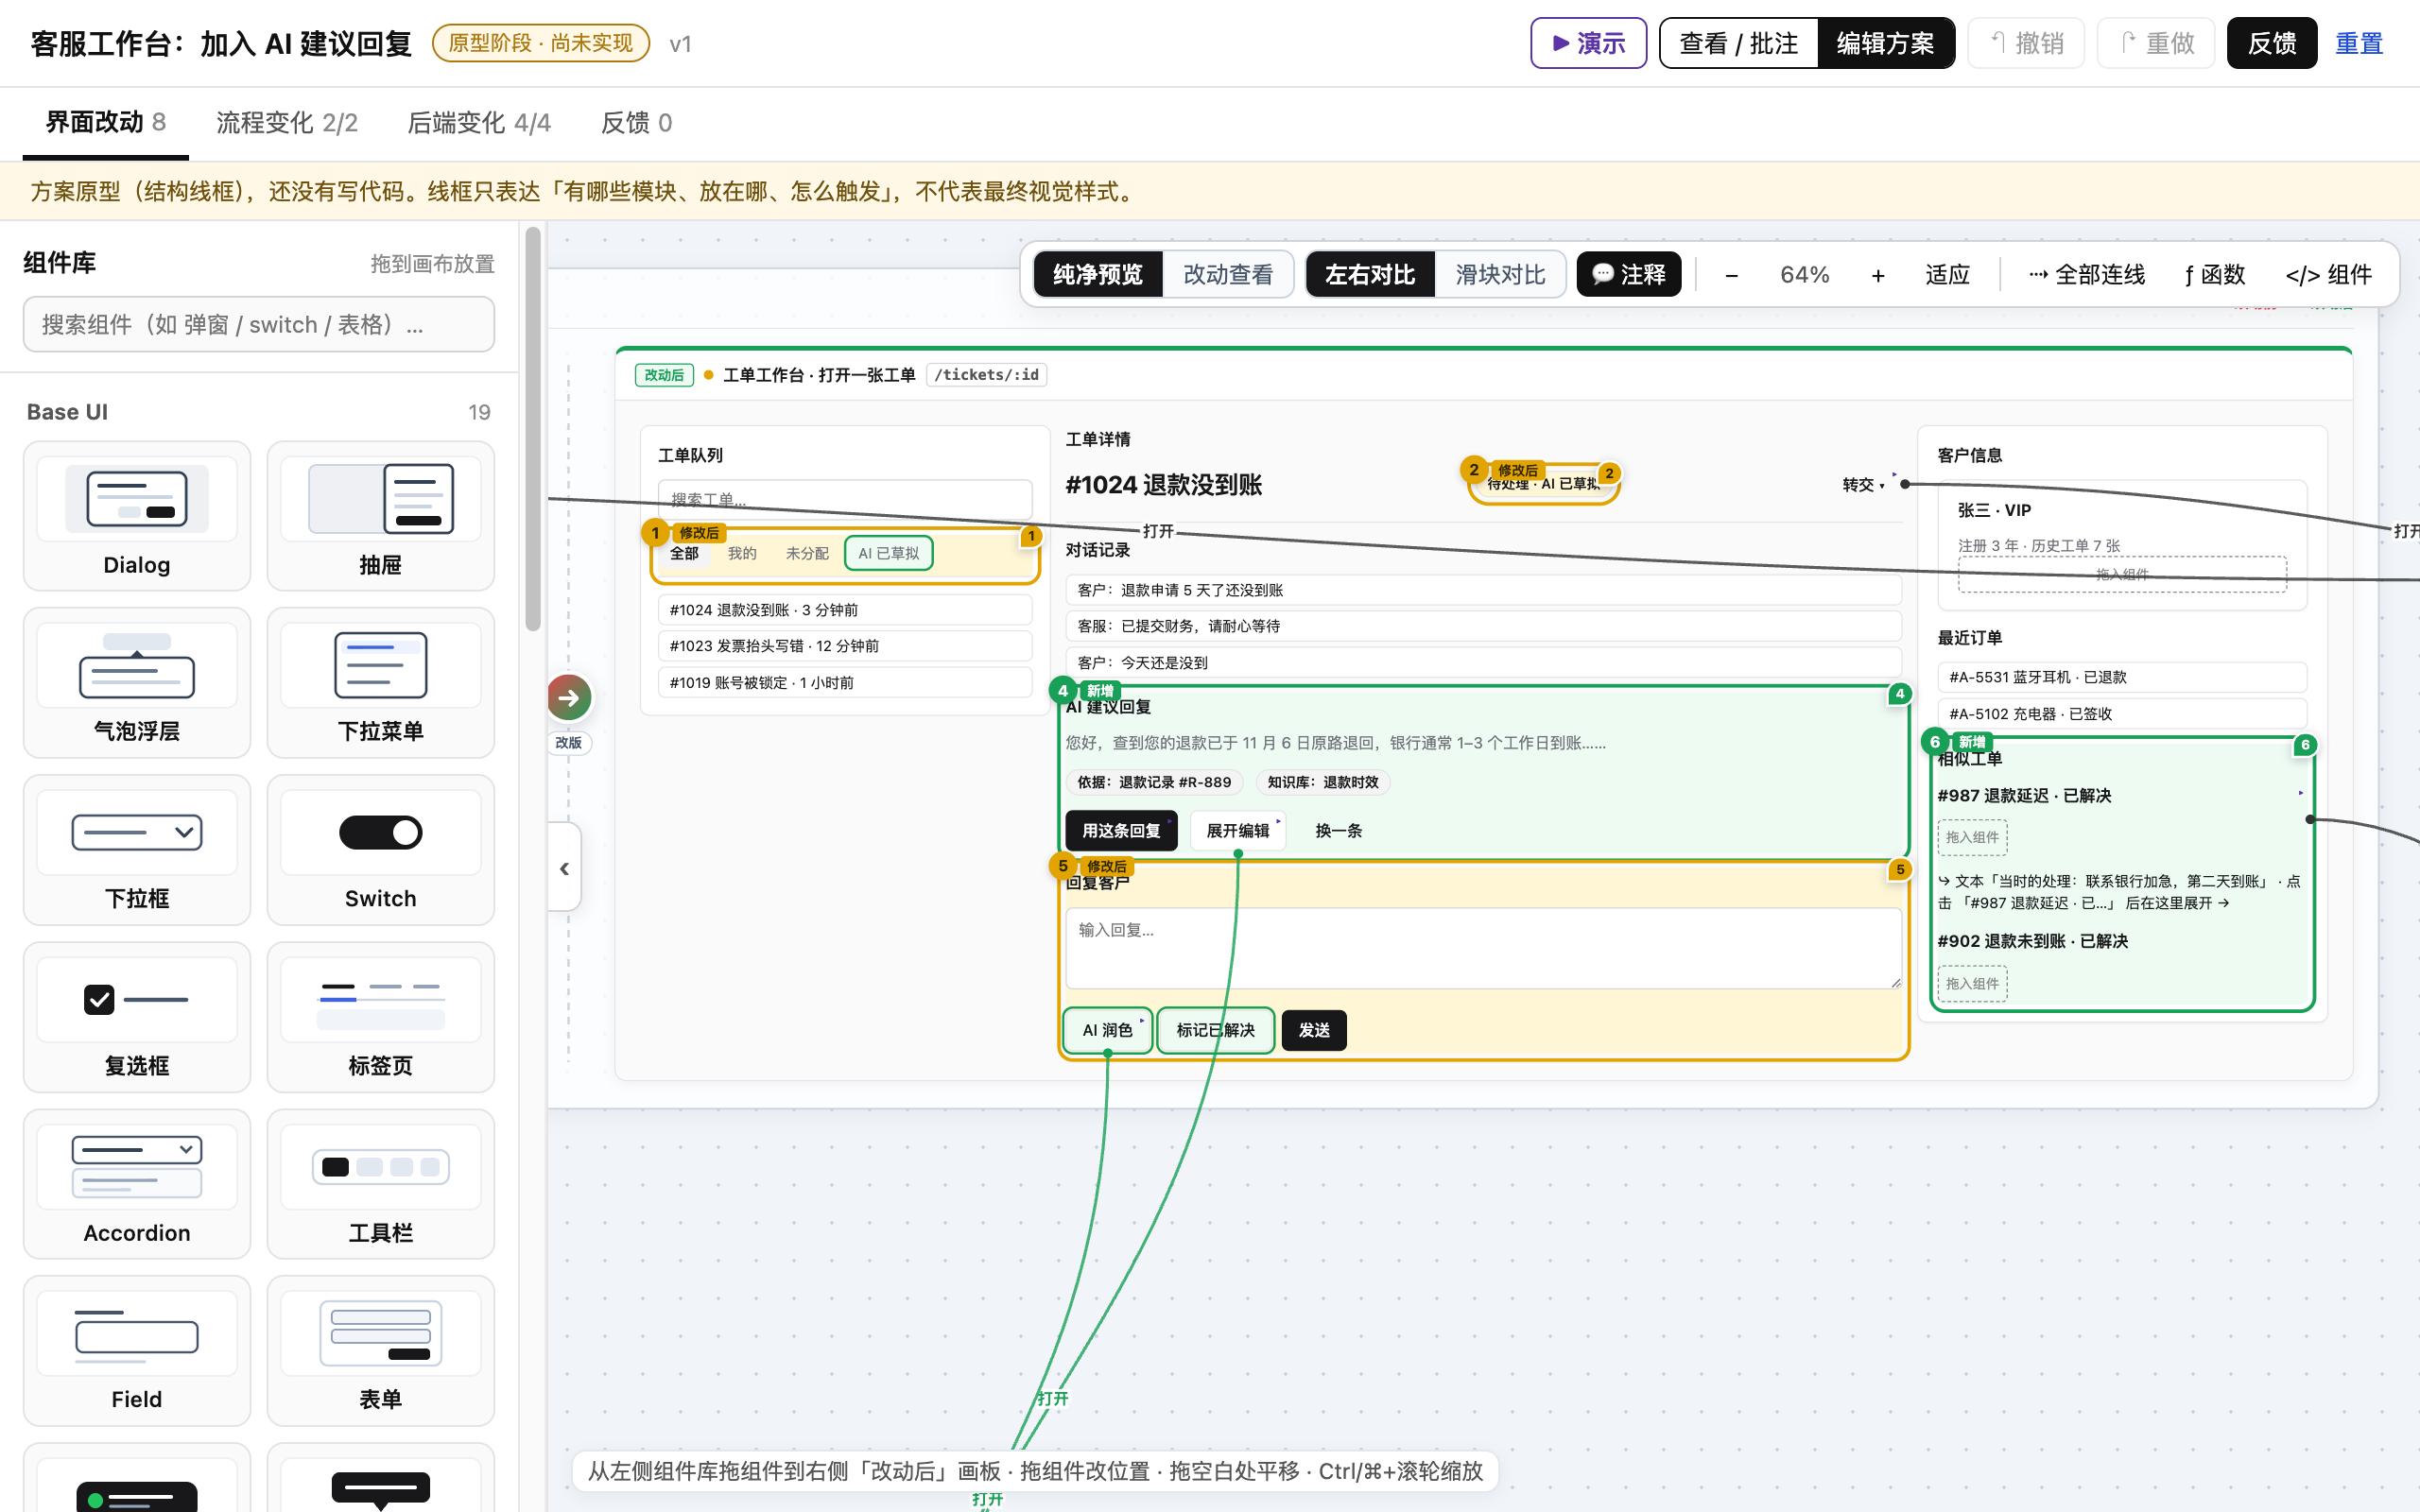 客服工作台：加入 AI 建议回复
原型阶段 · 尚未实现
v1
演示
查看 / 批注
编辑方案
撤销
重做
反馈
重置
界面改动 8
流程变化 2/2
后端变化 4/4
反馈 0
方案原型（结构线框），还没有写代码。线框只表达「有哪些模块、放在哪、怎么触发」，不代表最终视觉样式。
组件库
拖到画布放置
搜索组件（如 弹窗 / switch / 表格）...
Base UI
19
Dialog
抽屉
气泡浮层
下拉菜单
下拉框
Switch
复选框
标签页
Accordion
工具栏
Field
表单
纯净预览
改动查看
左右对比
滑块对比
注释
−
64%
+
适应
全部连线
ƒ 函数
</> 组件
改动后
工单工作台 · 打开一张工单
/tickets/:id
改版
工单队列
搜索工单...
1
修改后
1
全部
我的
未分配
AI 已草拟
#1024 退款没到账 · 3 分钟前
#1023 发票抬头写错 · 12 分钟前
#1019 账号被锁定 · 1 小时前
工单详情
#1024 退款没到账
2
修改后
2
待处理 · AI 已草拟
转交
打开
打开
对话记录
客户：退款申请 5 天了还没到账
客服：已提交财务，请耐心等待
客户：今天还是没到
4
新增
4
AI 建议回复
您好，查到您的退款已于 11 月 6 日原路退回，银行通常 1–3 个工作日到账……
依据：退款记录 #R-889
知识库：退款时效
用这条回复
展开编辑
换一条
5
修改后
5
回复客户
输入回复...
AI 润色
标记已解决
发送
客户信息
张三 · VIP
注册 3 年 · 历史工单 7 张
拖入组件
最近订单
#A-5531 蓝牙耳机 · 已退款
#A-5102 充电器 · 已签收
6
新增
6
相似工单
#987 退款延迟 · 已解决
拖入组件
↪ 文本「当时的处理：联系银行加急，第二天到账」 · 点
击 「#987 退款延迟 · 已...」 后在这里展开 →
#902 退款未到账 · 已解决
拖入组件
打开
从左侧组件库拖组件到右侧「改动后」画板 · 拖组件改位置 · 拖空白处平移 · Ctrl/⌘+滚轮缩放
打开